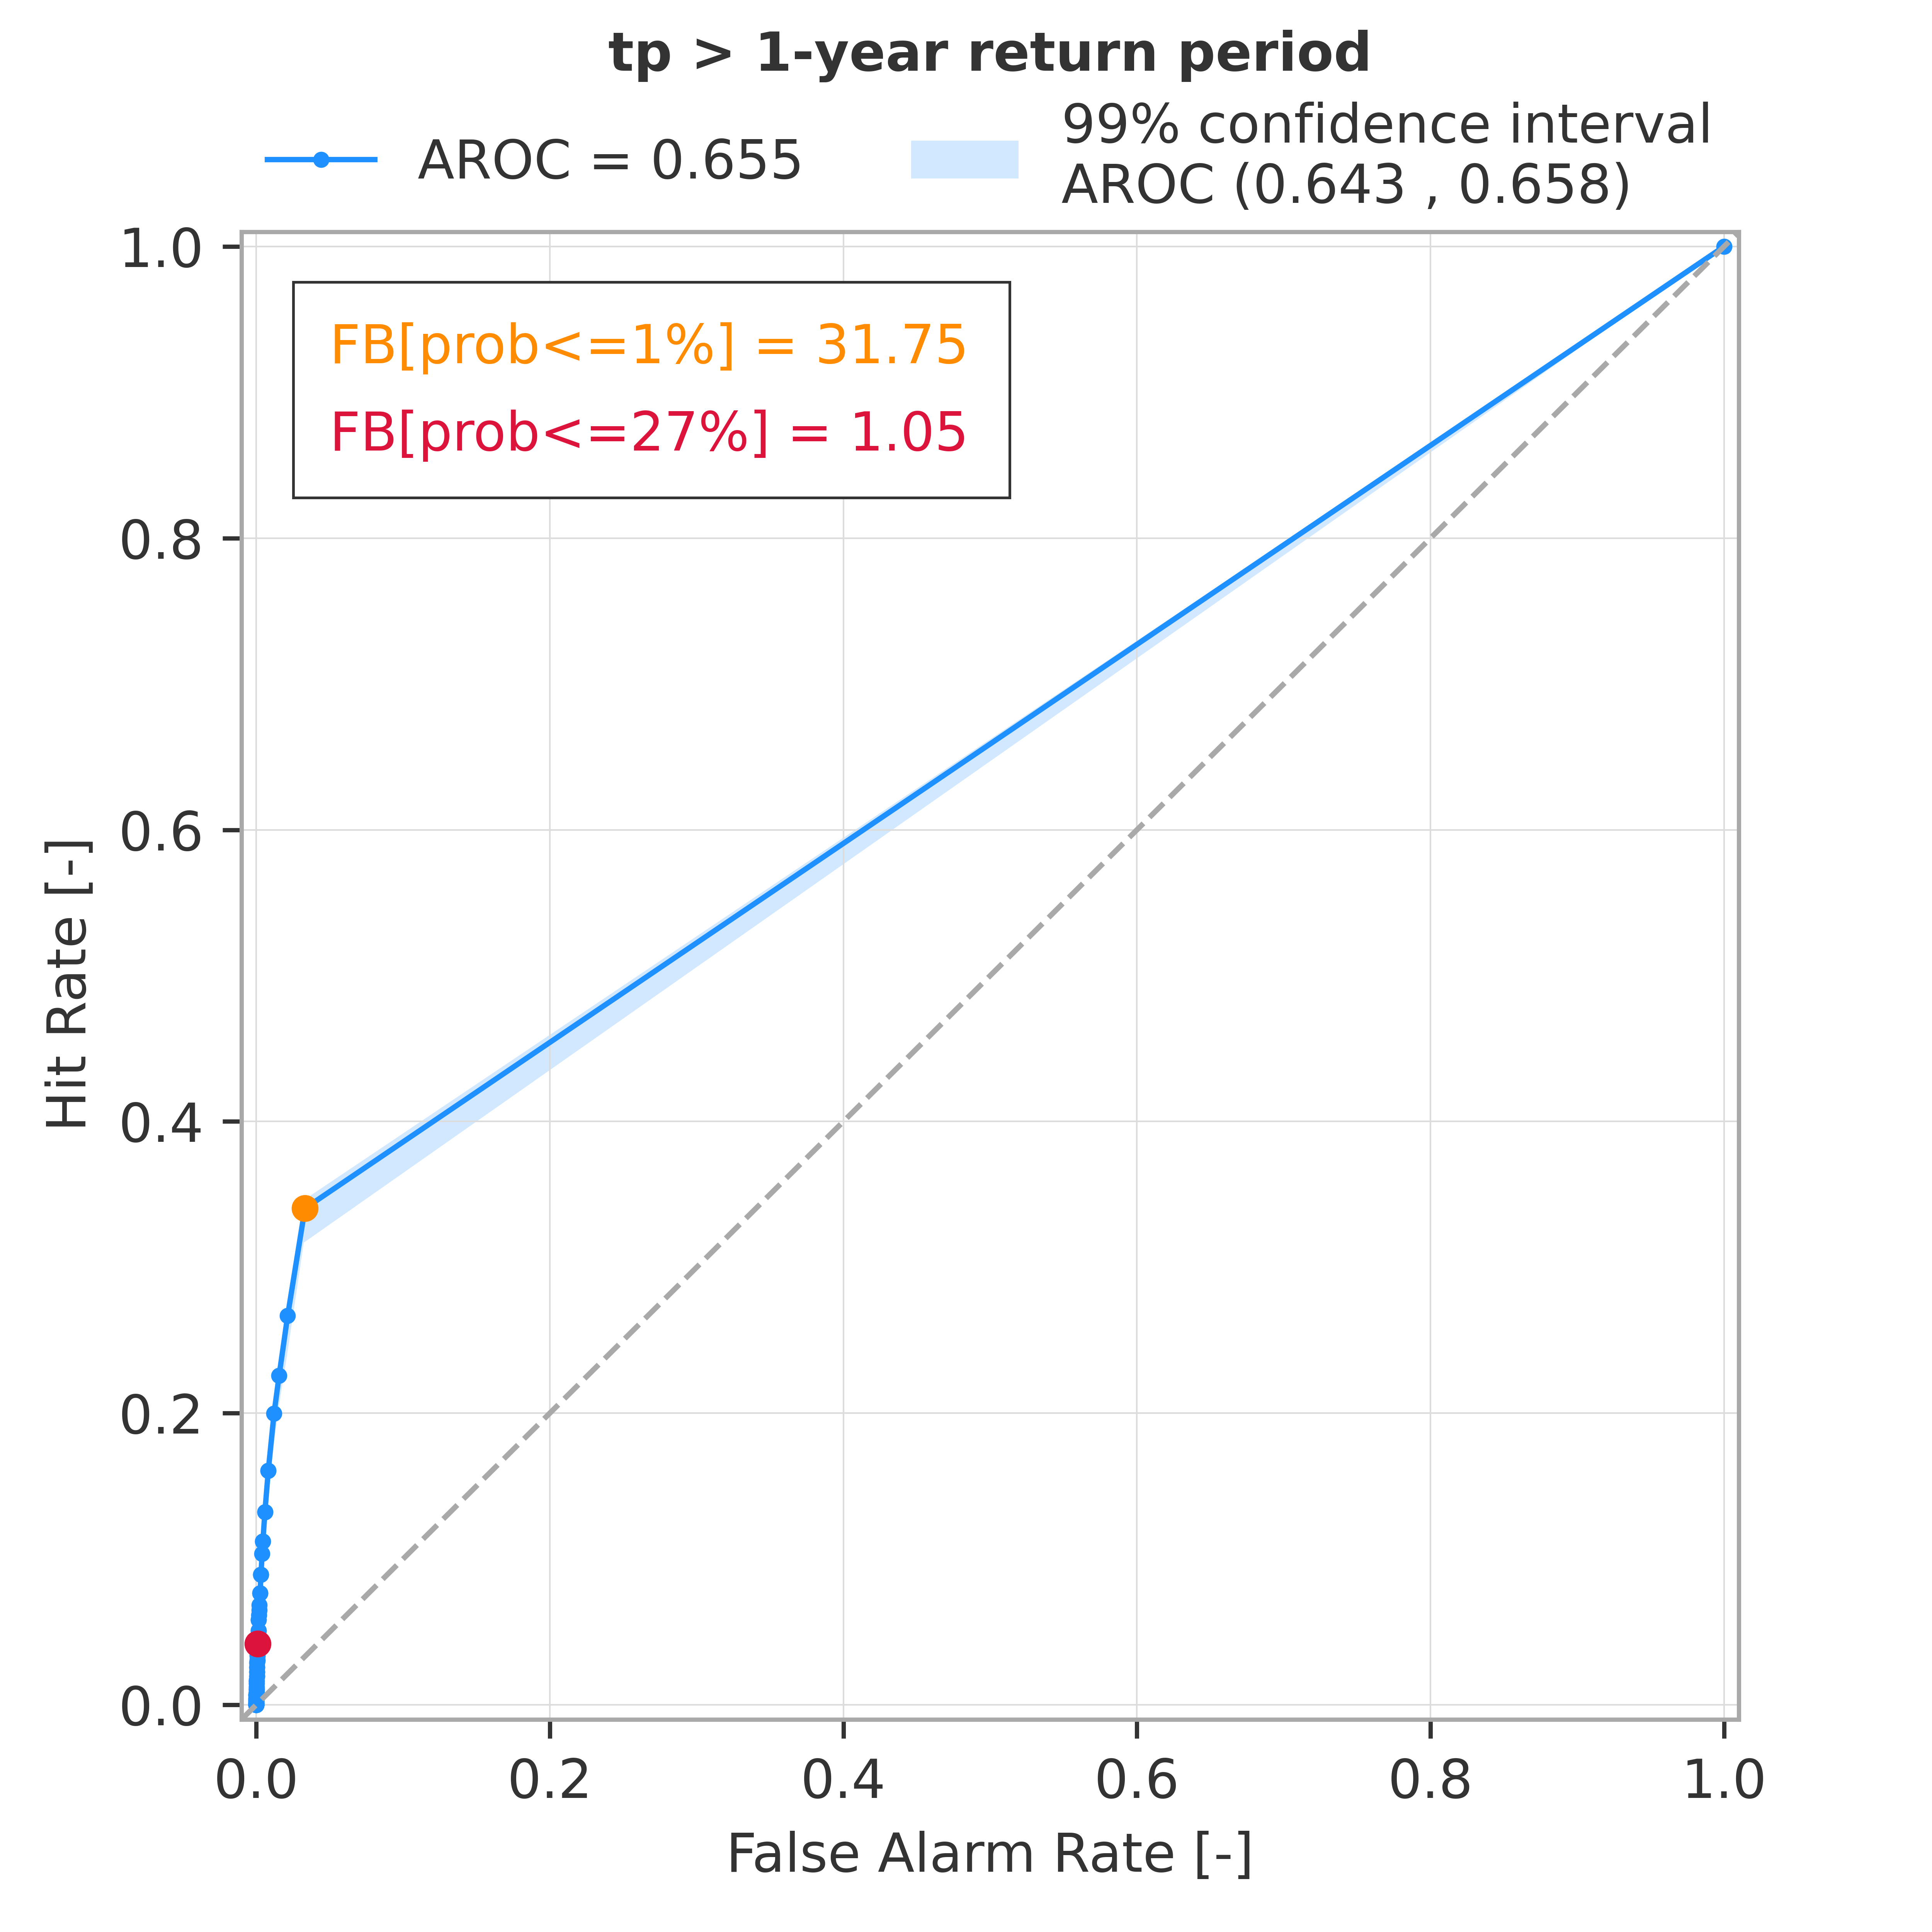 tp > 1-year return period
AROC = 0.655
99% confidence interval
AROC (0.643 , 0.658)
FB[prob<=1%] = 31.75
FB[prob<=27%] = 1.05
1.0
0.8
0.6
0.4
0.2
0.0
Hit Rate [-]
0.0 0.2 0.4 0.6 0.8 1.0
False Alarm Rate [-]